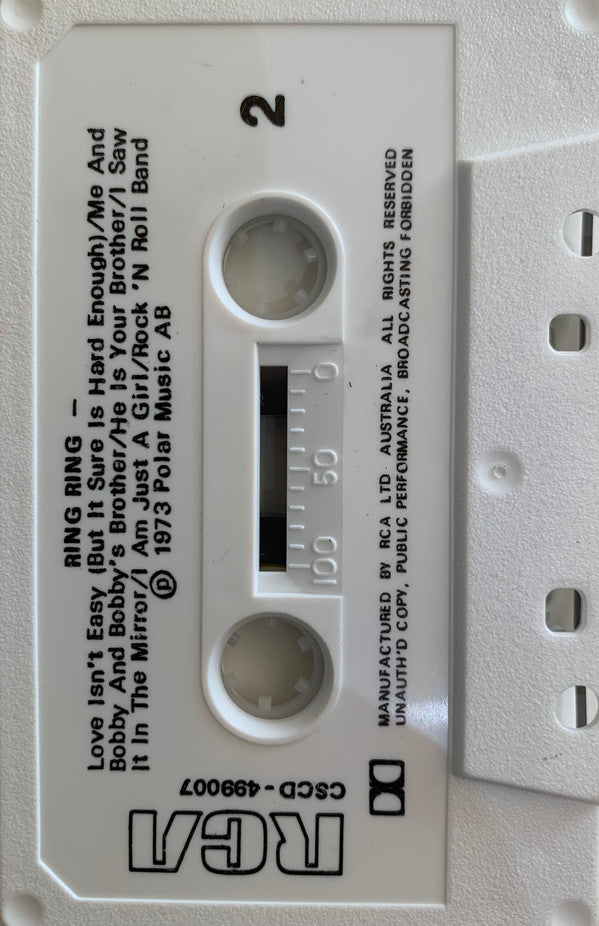 RING RING —
Love Isn't Easy (But It Sure Is Hard Enough)/Me And
Bobby And Bobby's Brother/He Is Your Brother/I Saw
It In The Mirror/I Am Just A Girl/Rock 'N Roll Band
Ⓟ 1973 Polar Music AB
2
100 50 0
RCA
CSCD-499007
MANUFACTURED BY RCA LTD AUSTRALIA ALL RIGHTS RESERVED
UNAUTH'D COPY, PUBLIC PERFORMANCE, BROADCASTING FORBIDDEN